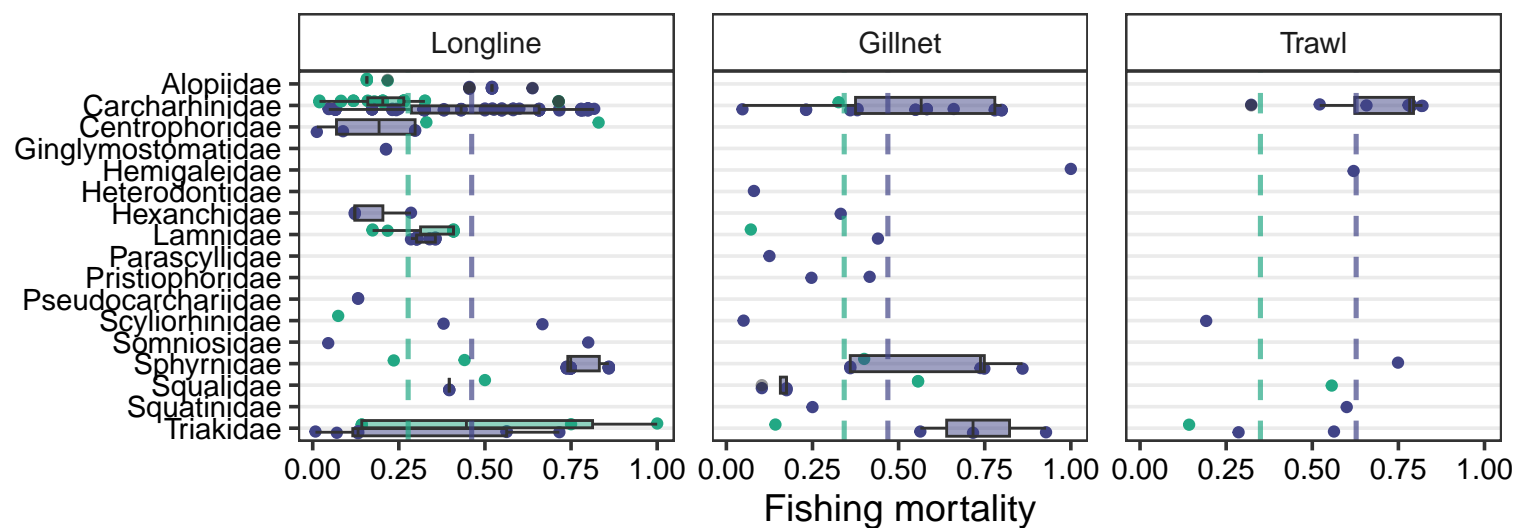 Longline Gillnet Trawl
Alopiidae
Carcharhinidae
Centrophoridae
Ginglymostomatidae
Hemigaleidae
Heterodontidae
Hexanchidae
Lamnidae
Parascyllidae
Pristiophoridae
Pseudocarchariidae
Scyliorhinidae
Somniosidae
Sphyrnidae
Squalidae
Squatinidae
Triakidae
0.00 0.25 0.50 0.75 1.00 0.00 0.25 0.50 0.75 1.00 0.00 0.25 0.50 0.75 1.00
Fishing mortality